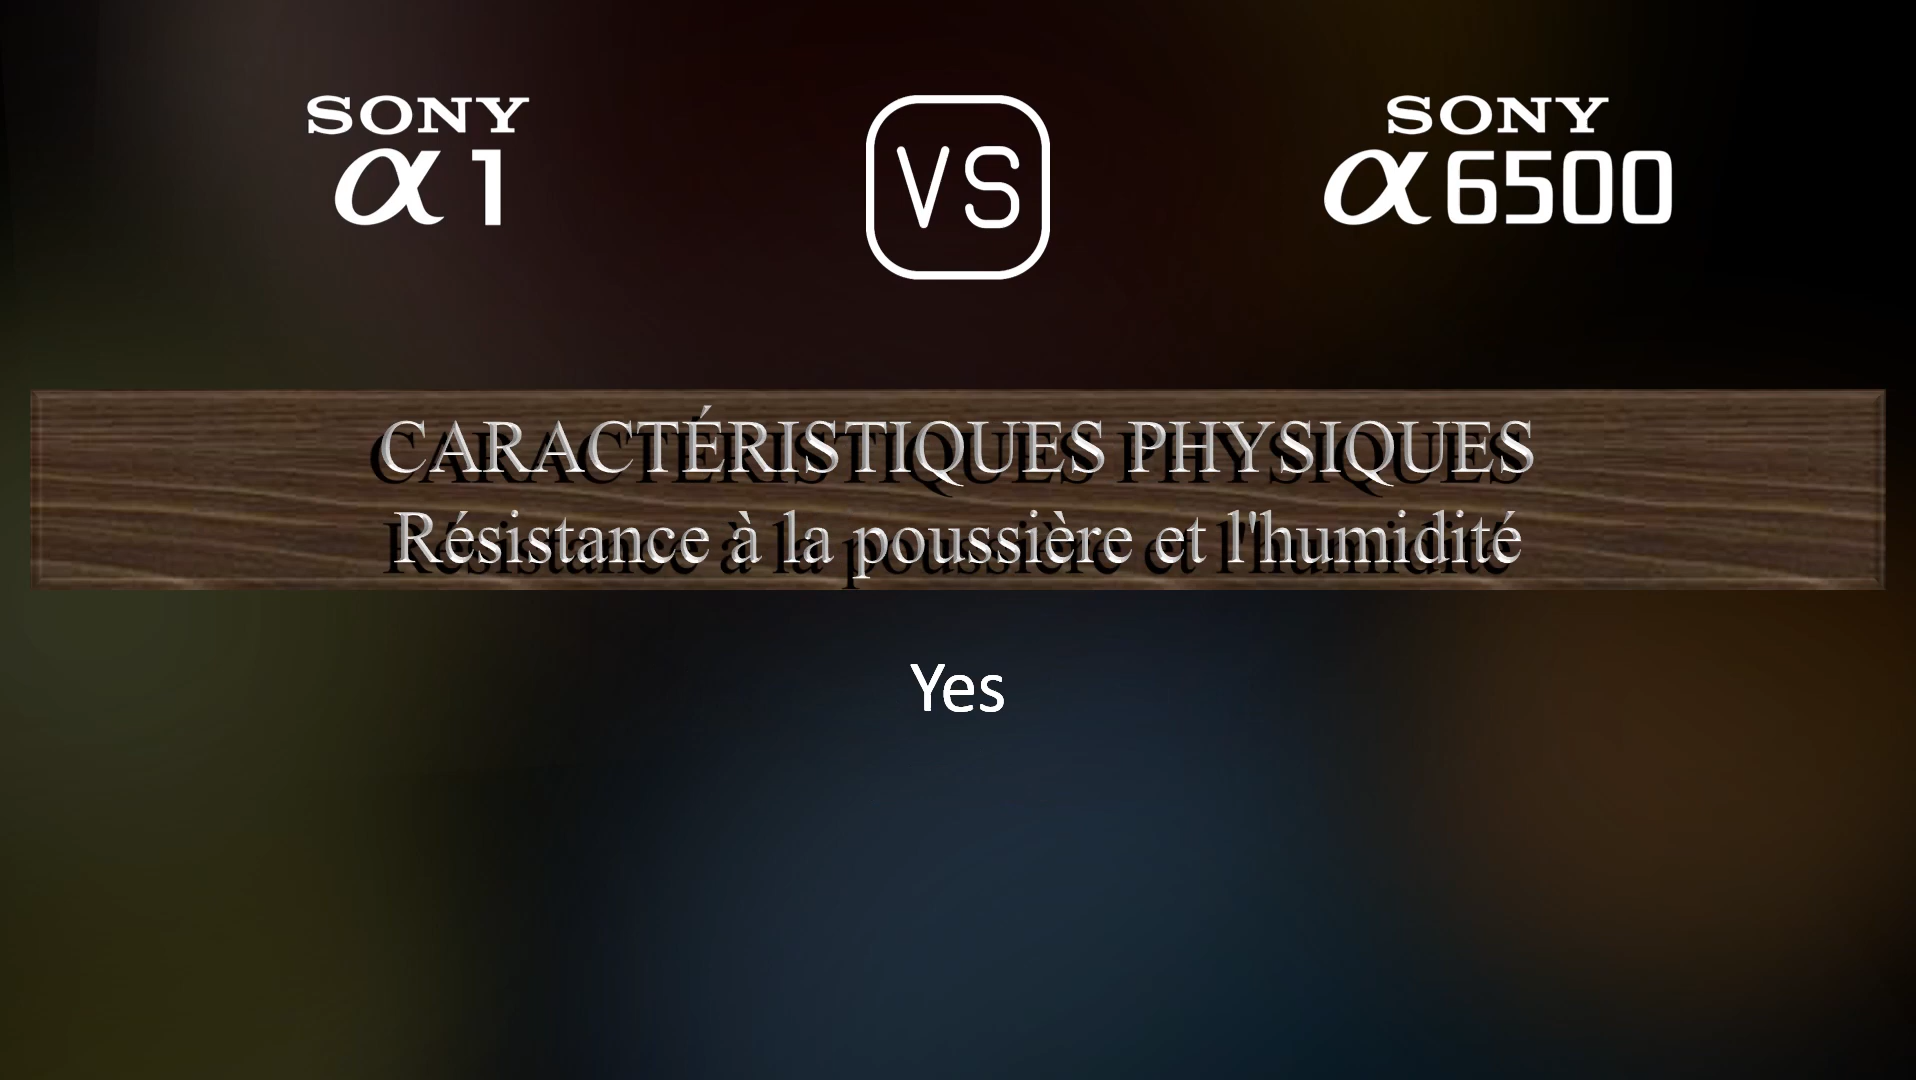 SONY
α1
VS
SONY
α6500
CARACTÉRISTIQUES PHYSIQUES
Résistance à la poussière et l'humidité
Yes